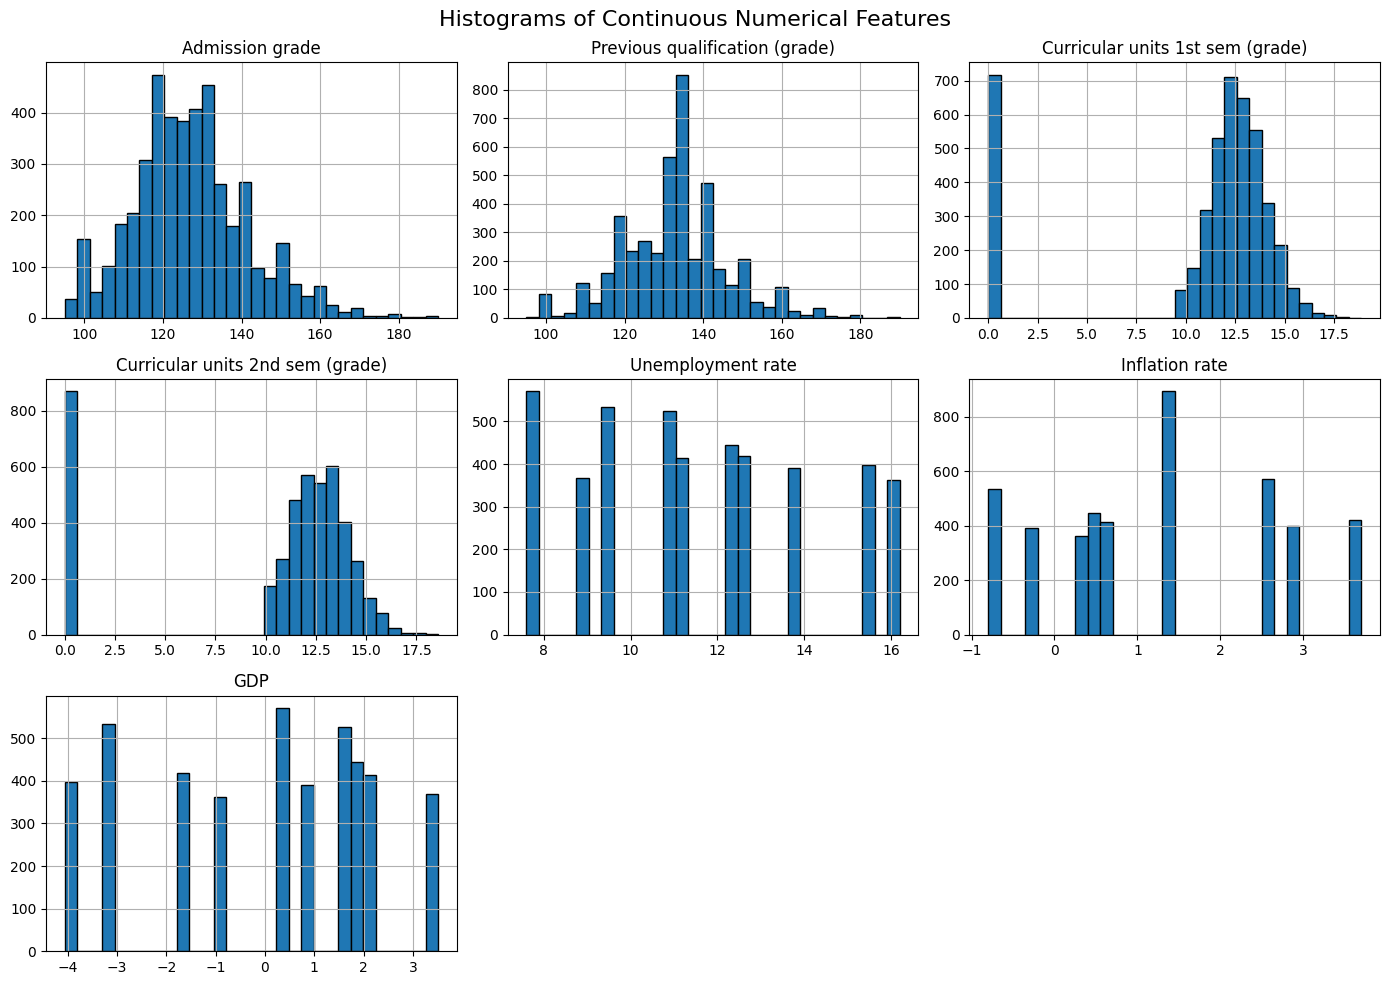 Histograms of Continuous Numerical Features
Admission grade
400
300
200
100
0
100 120 140 160 180
Previous qualification (grade)
800
700
600
500
400
300
200
100
0
100 120 140 160 180
Curricular units 1st sem (grade)
700
600
500
400
300
200
100
0
0.0 2.5 5.0 7.5 10.0 12.5 15.0 17.5
Curricular units 2nd sem (grade)
800
600
400
200
0
0.0 2.5 5.0 7.5 10.0 12.5 15.0 17.5
Unemployment rate
500
400
300
200
100
0
8 10 12 14 16
Inflation rate
800
600
400
200
0
−1 0 1 2 3
GDP
500
400
300
200
100
0
−4 −3 −2 −1 0 1 2 3